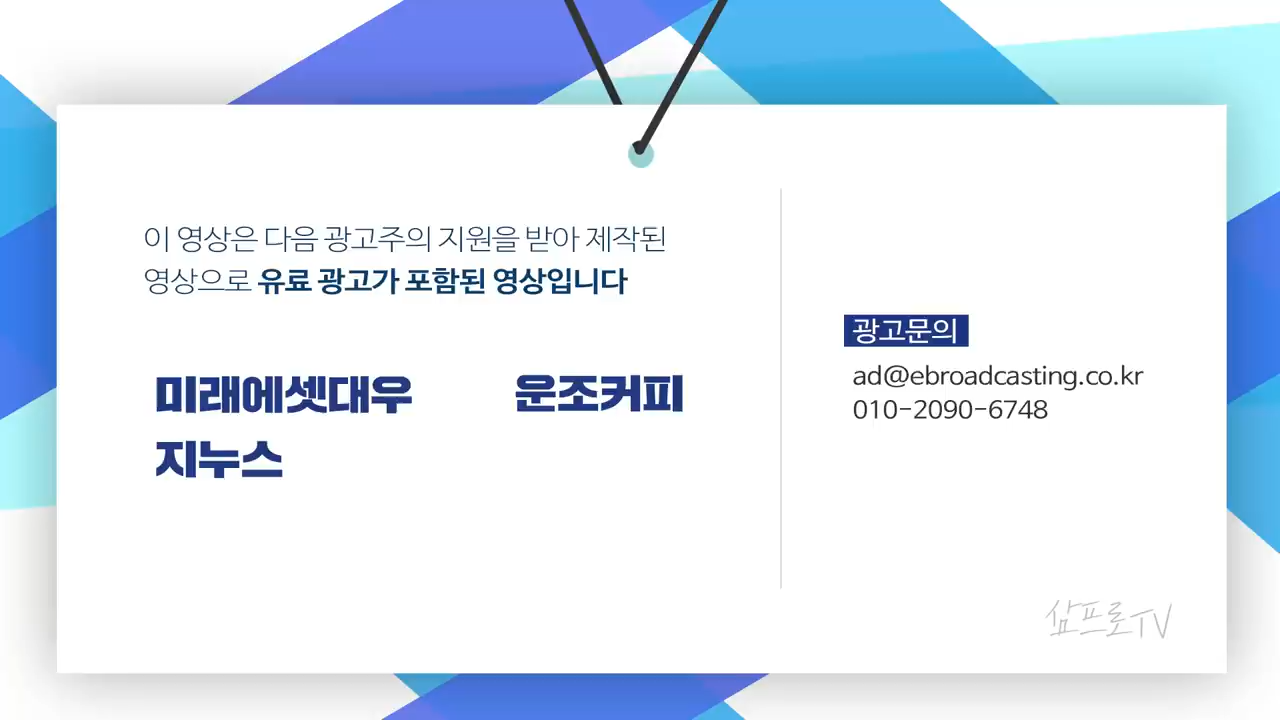 이 영상은 다음 광고주의 지원을 받아 제작된
영상으로 유료 광고가 포함된 영상입니다
미래에셋대우 운조커피
지누스
광고문의
ad@ebroadcasting.co.kr
010-2090-6748
삼프로TV